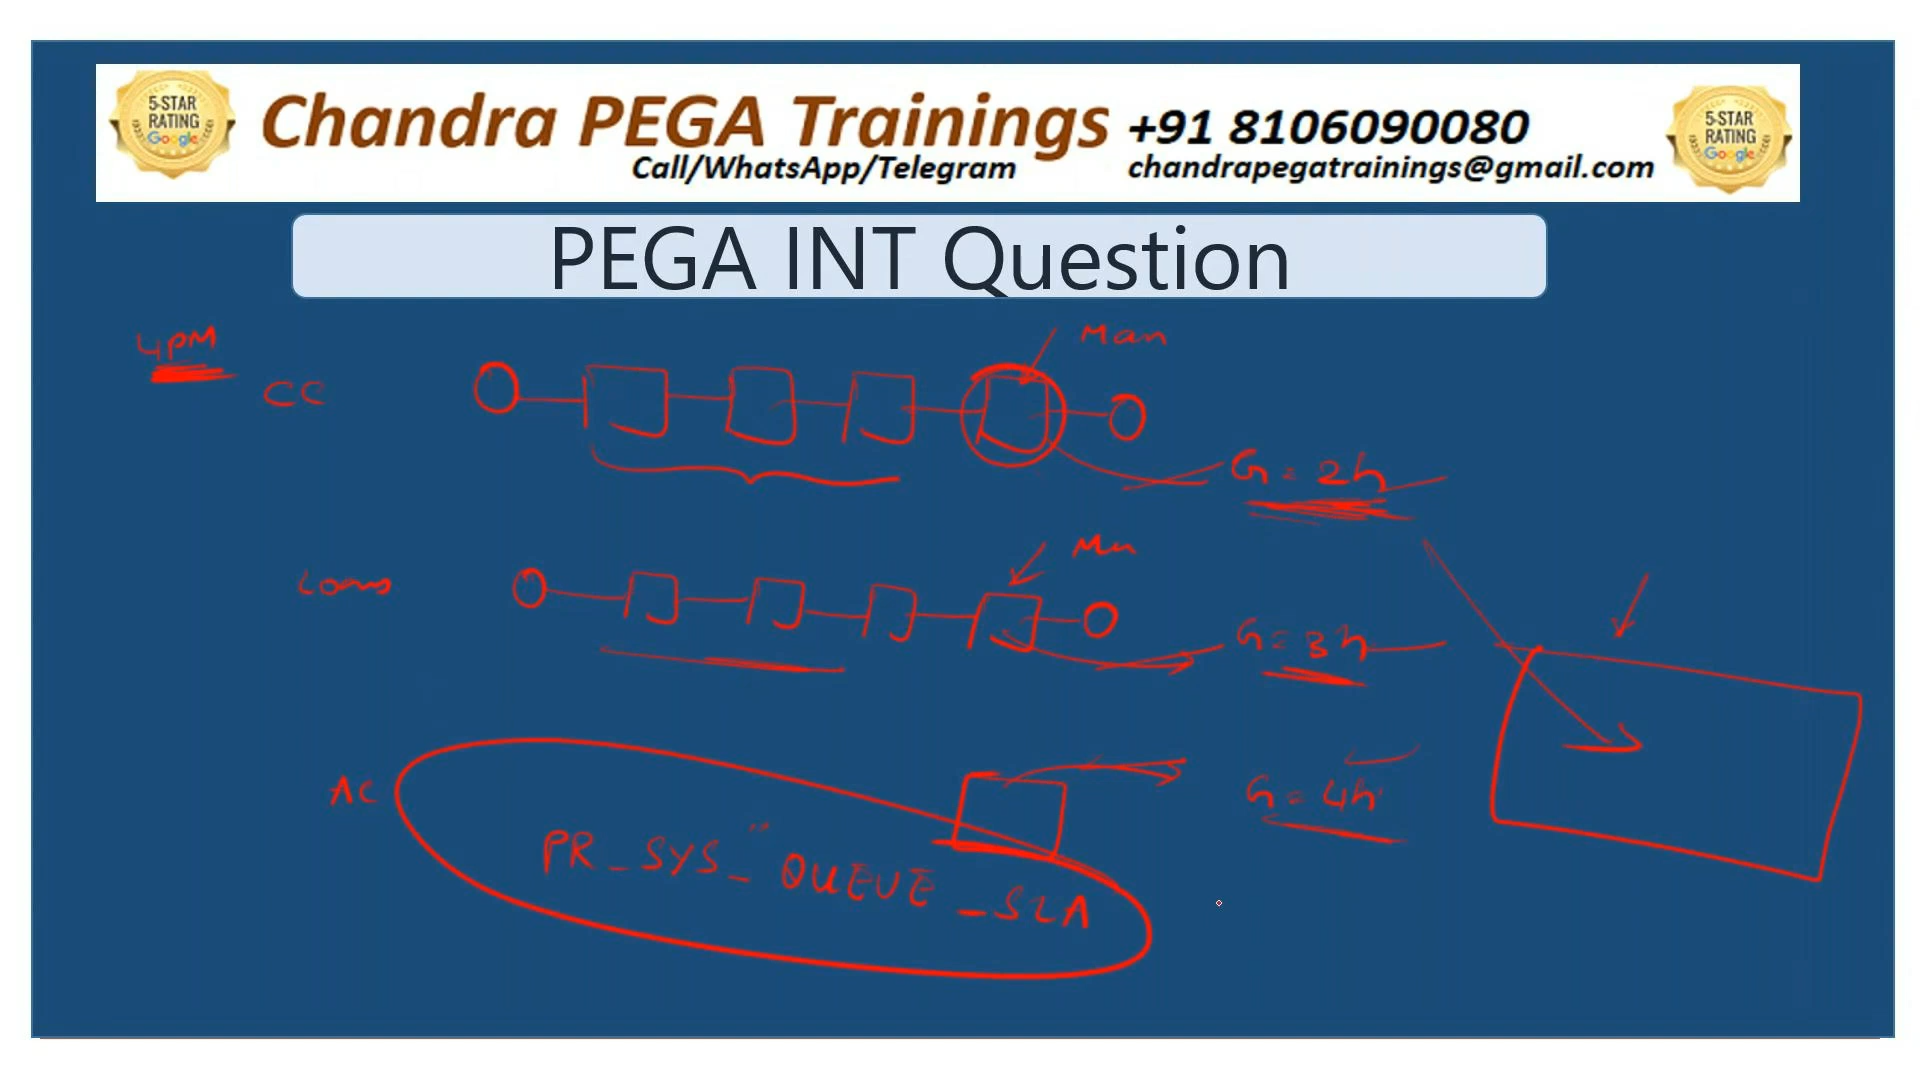 5-STAR
RATING
Google
Chandra PEGA Trainings
Call/WhatsApp/Telegram
+91 8106090080
chandrapegatrainings@gmail.com
5-STAR
RATING
Google
PEGA INT Question
4PM
Man
CC
G = 2h
Mn
Loans
G = 3h
AC
G = 4h
PR_SYS_QUEUE_SLA